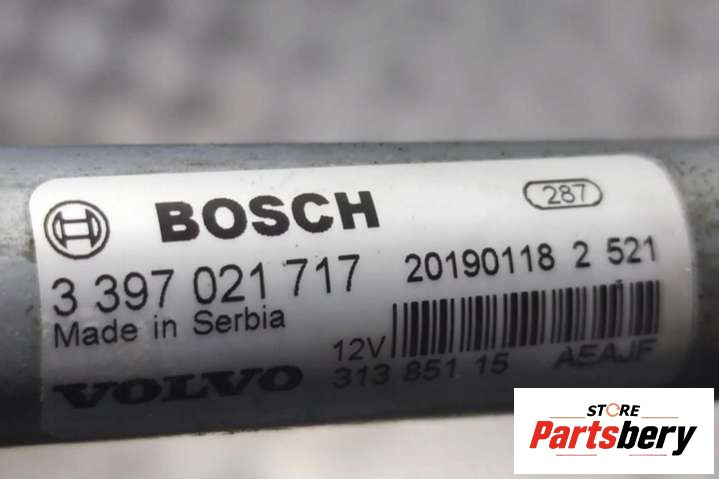 BOSCH
287
3 397 021 717
20190118 2 521
Made in Serbia
12V
VOLVO
313 851 15
AEAJF
STORE
Partsbery